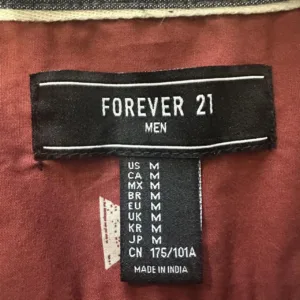 FOREVER 21
MEN
US M
CA M
MX M
BR M
EU M
UK M
KR M
JP M
CN 175/101A
MADE IN INDIA